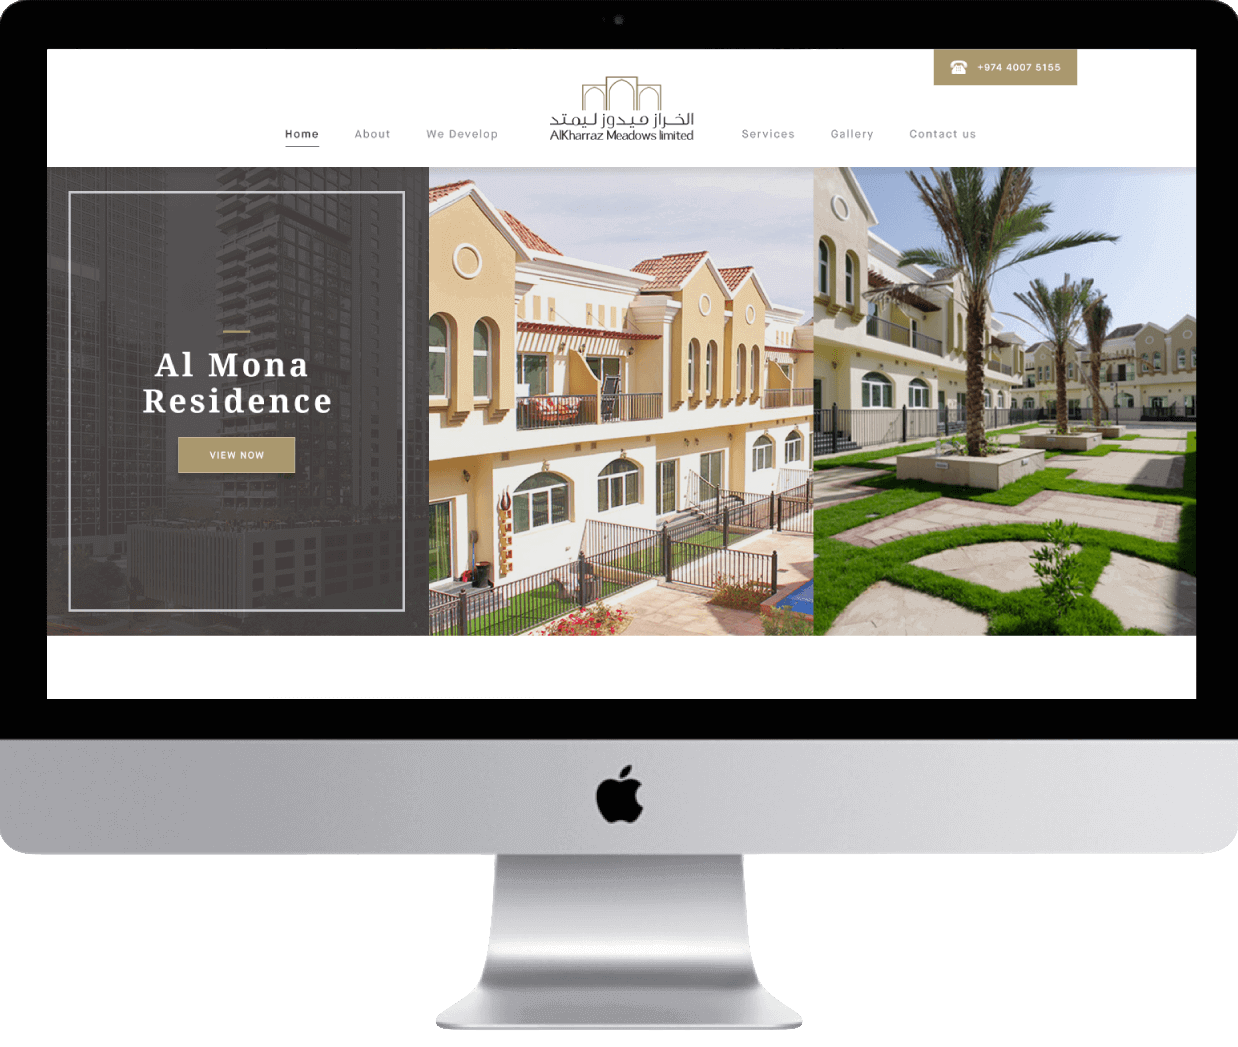 +974 4007 5155
Home
About
We Develop
الخراز ميدوز ليمتد
AlKharraz Meadows limited
Services
Gallery
Contact us
Al Mona
Residence
VIEW NOW